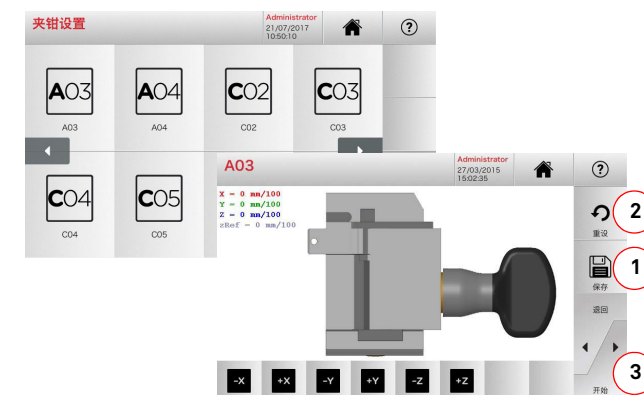 夹钳设置
Administrator
21/07/2017
10:50:10
?
A03
A04
C02
C03
A03
A04
C02
C03
C04
C05
C04
C05
A03
Administrator
27/03/2015
15:02:35
?
X = 0 mm/100
Y = 0 mm/100
Z = 0 mm/100
zRef = 0 mm/100
重设
2
保存
1
退回
开始
3
-X
+X
-Y
+Y
-Z
+Z